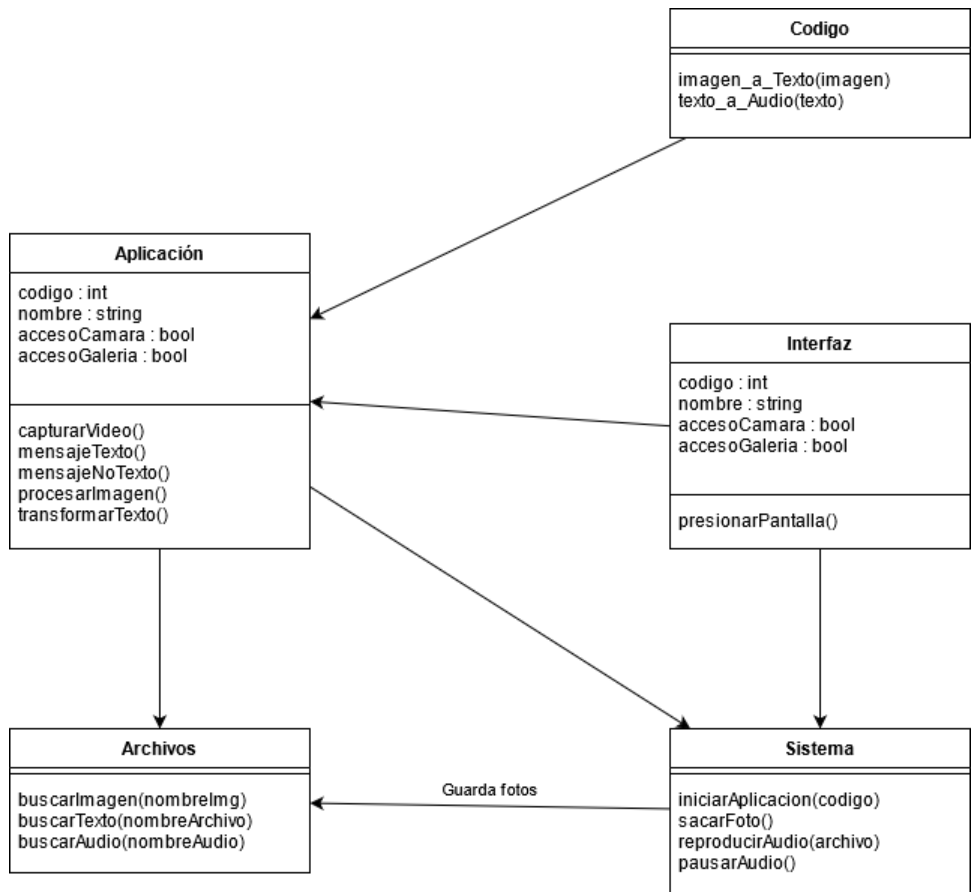 Codigo
imagen_a_Texto(imagen)
texto_a_Audio(texto)
Aplicación
codigo : int
nombre : string
accesoCamara : bool
accesoGaleria : bool
capturarVideo()
mensajeTexto()
mensajeNoTexto()
procesarImagen()
transformarTexto()
Interfaz
codigo : int
nombre : string
accesoCamara : bool
accesoGaleria : bool
presionarPantalla()
Archivos
buscarImagen(nombreImg)
buscarTexto(nombreArchivo)
buscarAudio(nombreAudio)
Guarda fotos
Sistema
iniciarAplicacion(codigo)
sacarFoto()
reproducirAudio(archivo)
pausarAudio()